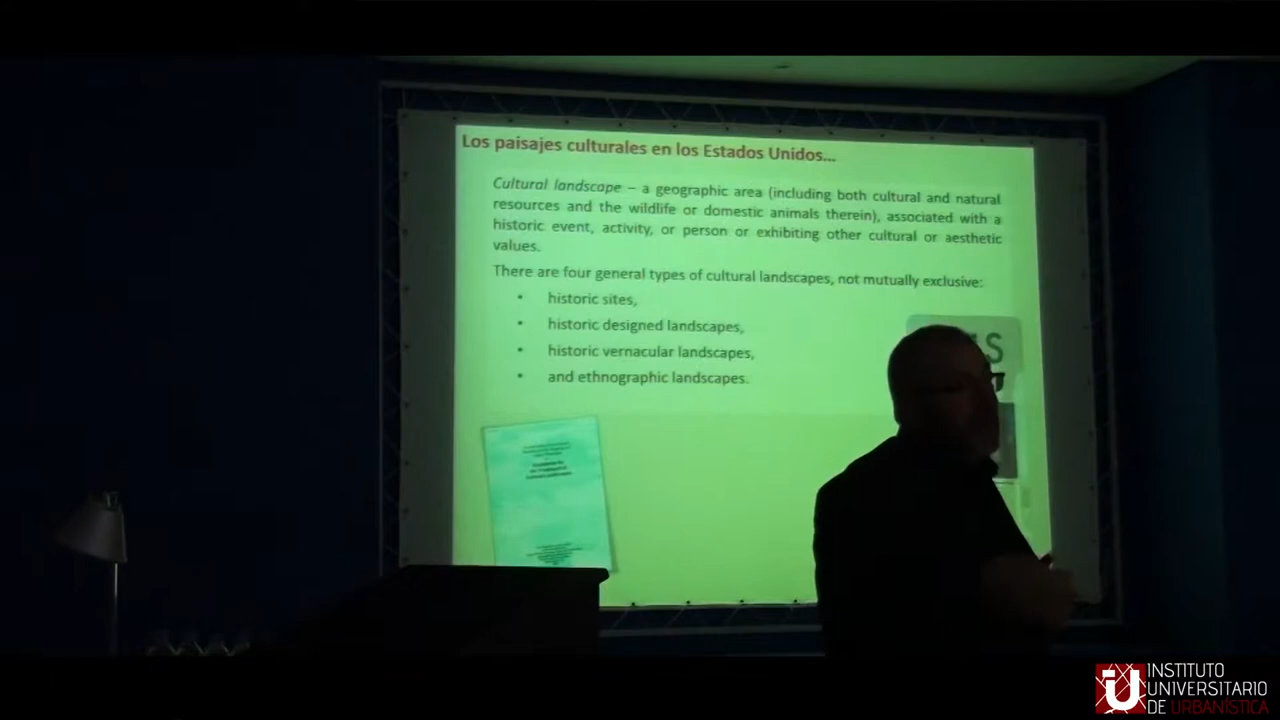 Los paisajes culturales en los Estados Unidos...
Cultural landscape – a geographic area (including both cultural and natural
resources and the wildlife or domestic animals therein), associated with a
historic event, activity, or person or exhibiting other cultural or aesthetic
values.
There are four general types of cultural landscapes, not mutually exclusive:
• historic sites,
• historic designed landscapes,
• historic vernacular landscapes,
• and ethnographic landscapes.
INSTITUTO
UNIVERSITARIO
DE URBANÍSTICA